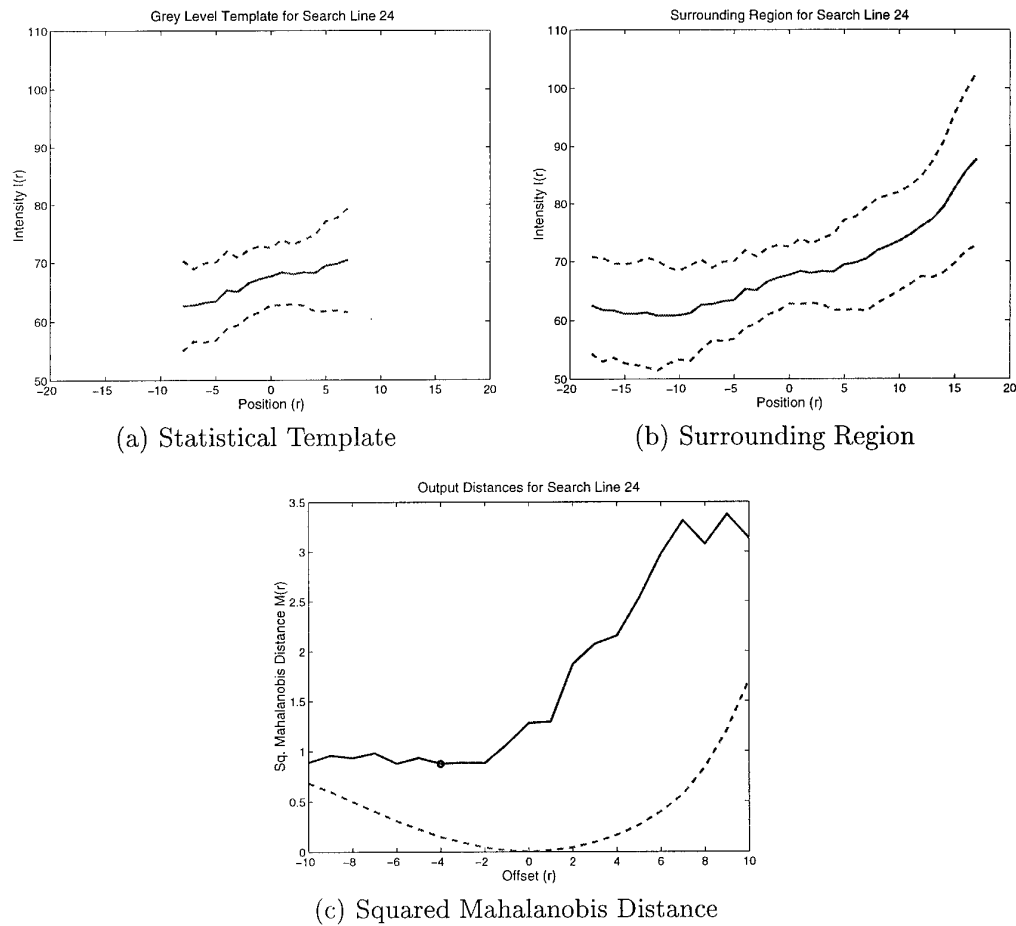 Grey Level Template for Search Line 24
110
100
90
80
70
60
50
Intensity I(r)
−20 −15 −10 −5 0 5 10 15 20
Position (r)
(a) Statistical Template
Surrounding Region for Search Line 24
110
100
90
80
70
60
50
Intensity I(r)
−20 −15 −10 −5 0 5 10 15 20
Position (r)
(b) Surrounding Region
Output Distances for Search Line 24
3.5
3
2.5
2
1.5
1
0.5
0
Sq. Mahalanobis Distance M(r)
−10 −8 −6 −4 −2 0 2 4 6 8 10
Offset (r)
(c) Squared Mahalanobis Distance